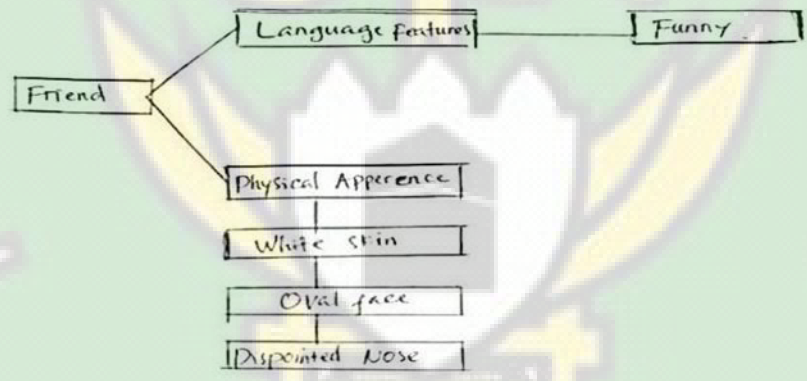 Language features
Funny
Friend
Physical Apperence
White skin
Oval face
Dispointed Nose